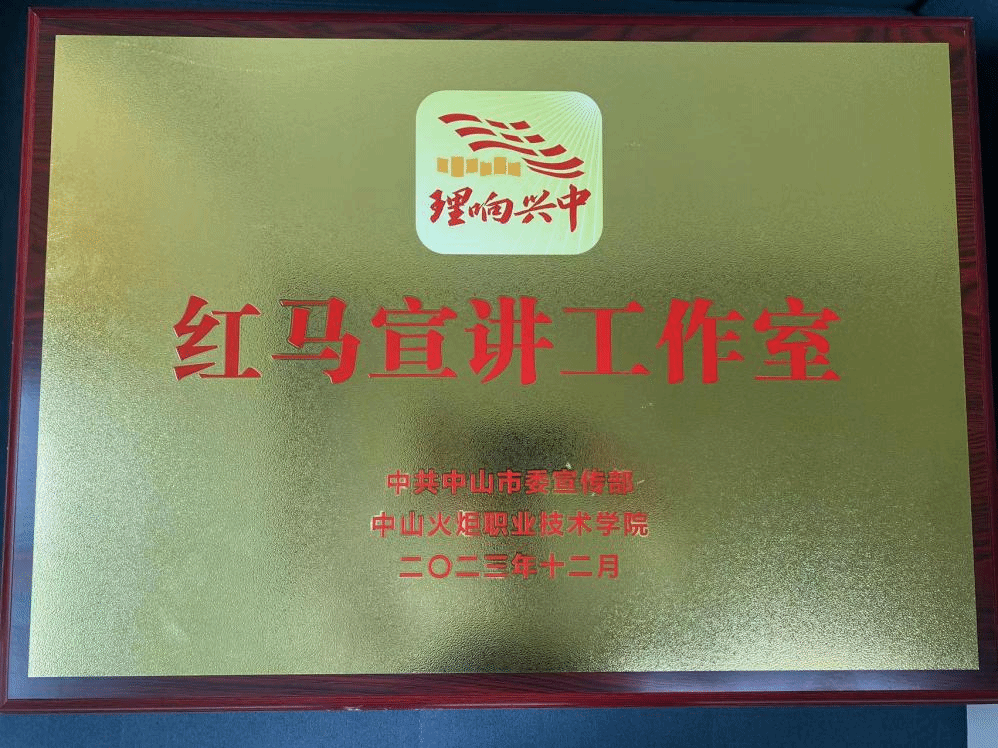 理响兴中
红马宣讲工作室
中共中山市委宣传部
中山火炬职业技术学院
二〇二三年十二月